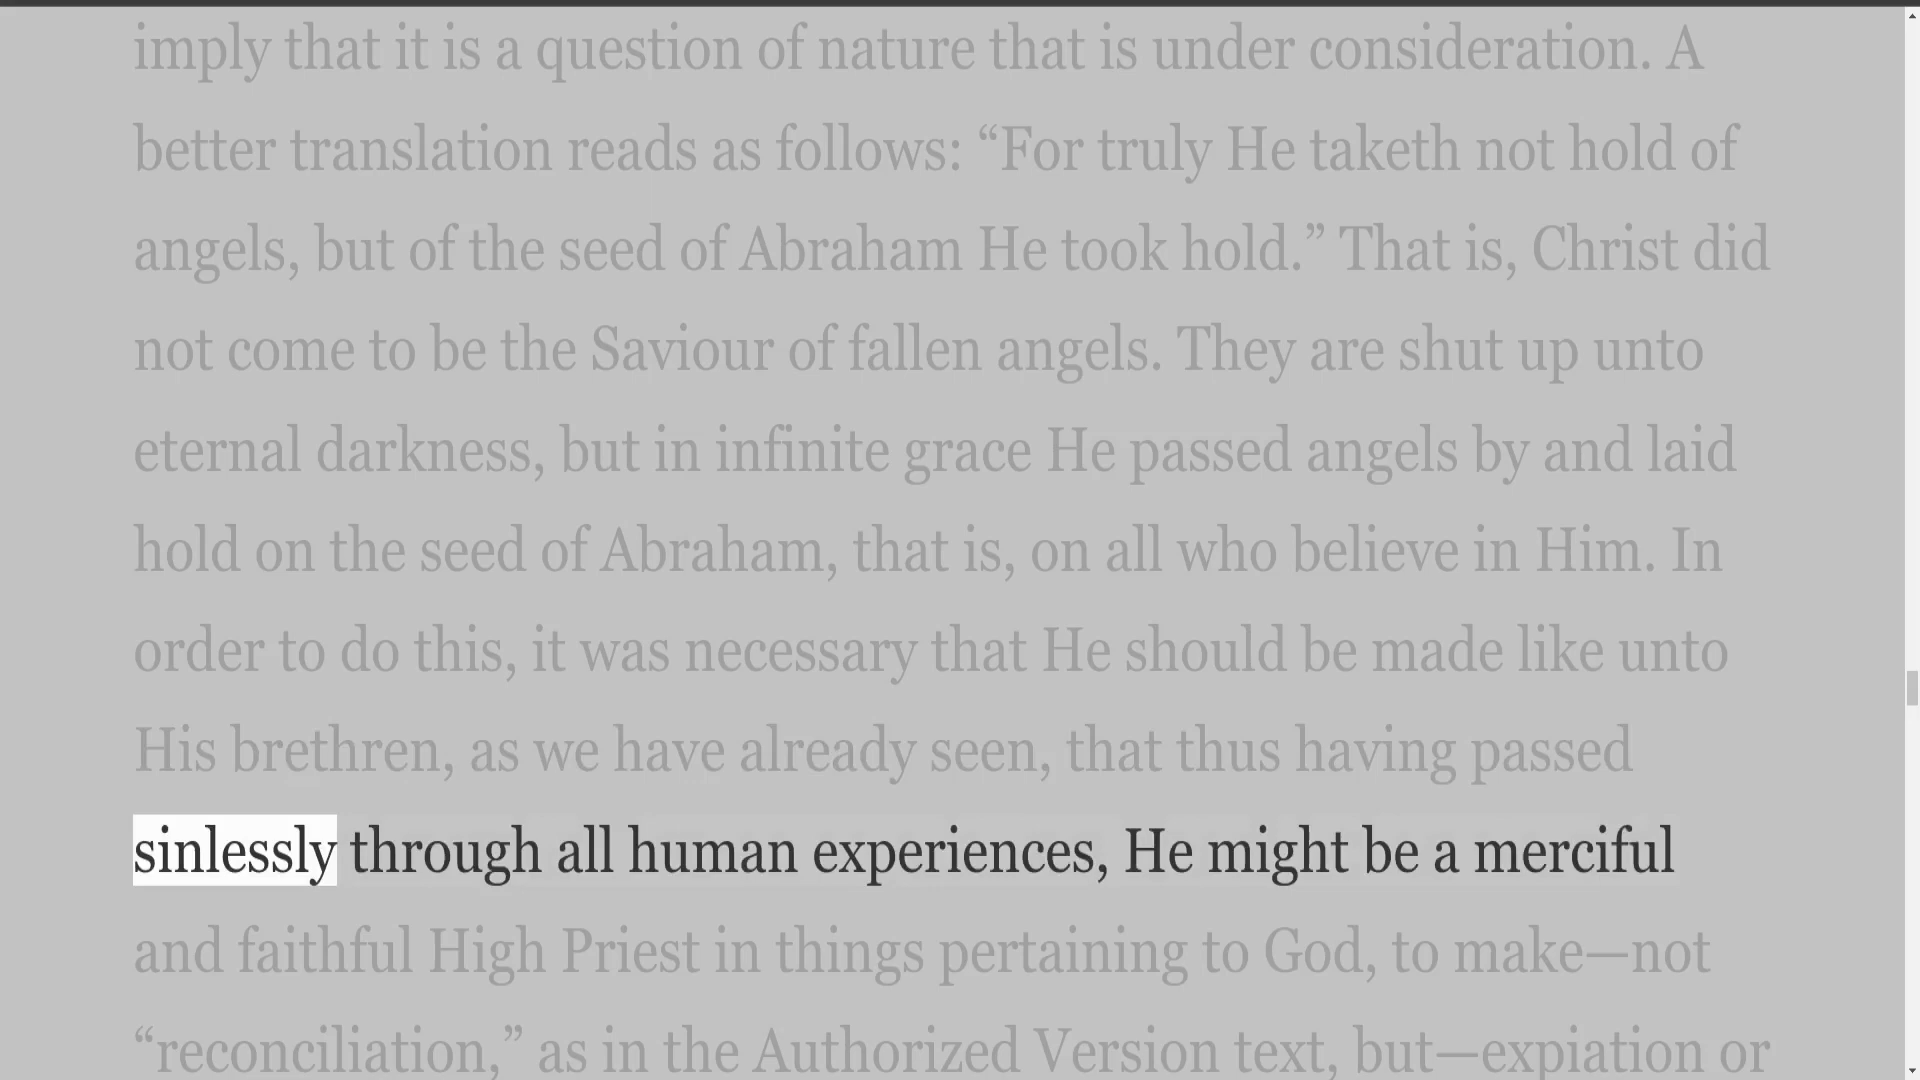 imply that it is a question of nature that is under consideration. A
better translation reads as follows: “For truly He taketh not hold of
angels, but of the seed of Abraham He took hold.” That is, Christ did
not come to be the Saviour of fallen angels. They are shut up unto
eternal darkness, but in infinite grace He passed angels by and laid
hold on the seed of Abraham, that is, on all who believe in Him. In
order to do this, it was necessary that He should be made like unto
His brethren, as we have already seen, that thus having passed
sinlessly through all human experiences, He might be a merciful
and faithful High Priest in things pertaining to God, to make—not
“reconciliation,” as in the Authorized Version text, but—expiation or